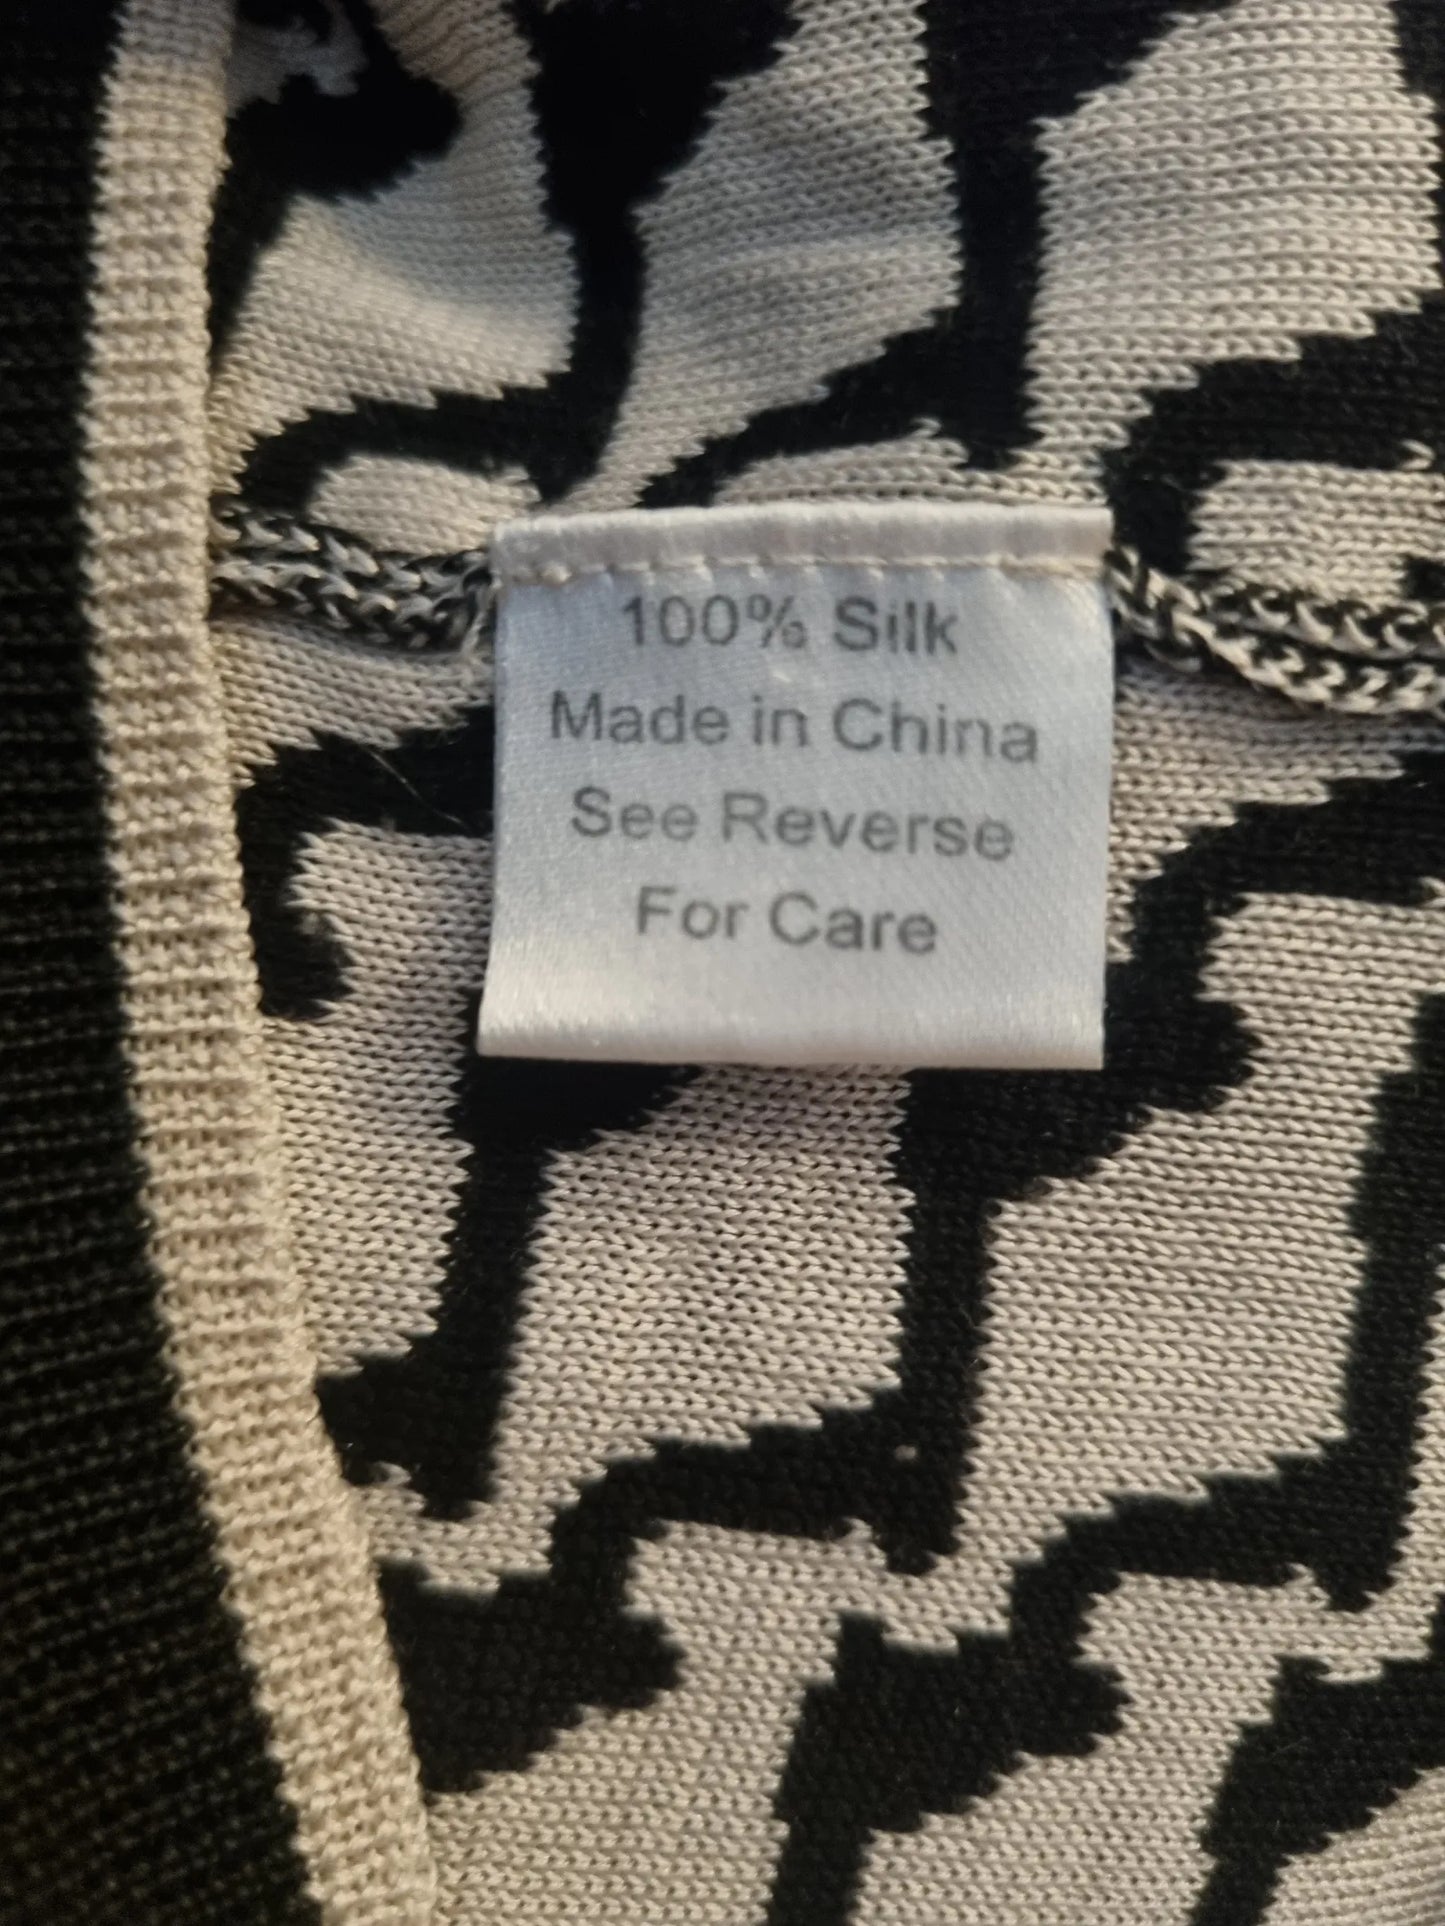 100% Silk
Made in China
See Reverse
For Care